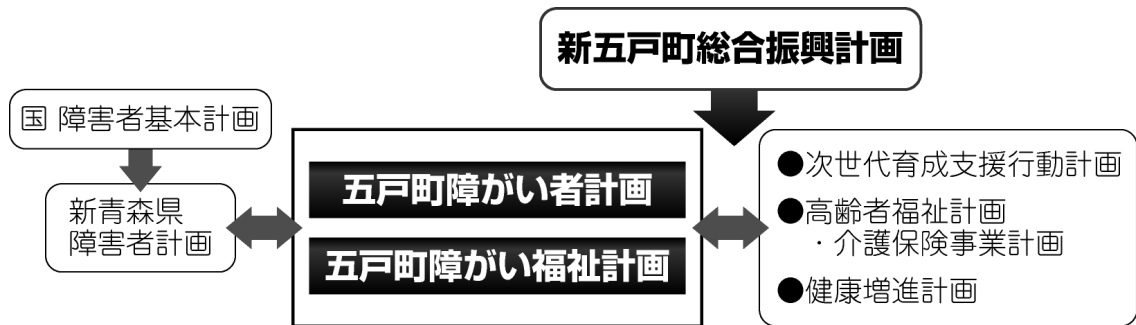 新五戸町総合振興計画
国 障害者基本計画
新青森県
障害者計画
五戸町障がい者計画
五戸町障がい福祉計画
●次世代育成支援行動計画
●高齢者福祉計画
・介護保険事業計画
●健康増進計画